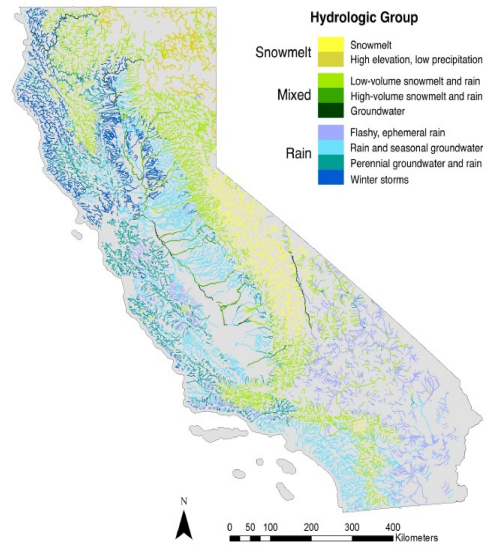 Hydrologic Group
Snowmelt
Snowmelt
High elevation, low precipitation
Mixed
Low-volume snowmelt and rain
High-volume snowmelt and rain
Groundwater
Rain
Flashy, ephemeral rain
Rain and seasonal groundwater
Perennial groundwater and rain
Winter storms
N
0 50 100 200 300 400
Kilometers